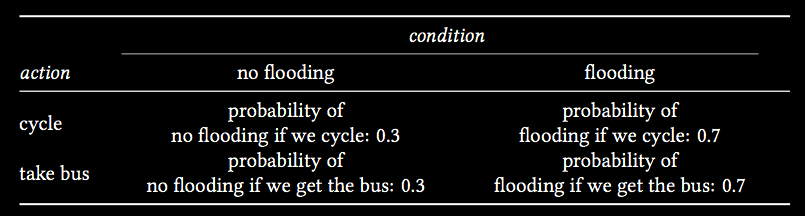 condition
action no flooding flooding
cycle probability of no flooding if we cycle: 0.3 probability of flooding if we cycle: 0.7
take bus probability of no flooding if we get the bus: 0.3 probability of flooding if we get the bus: 0.7